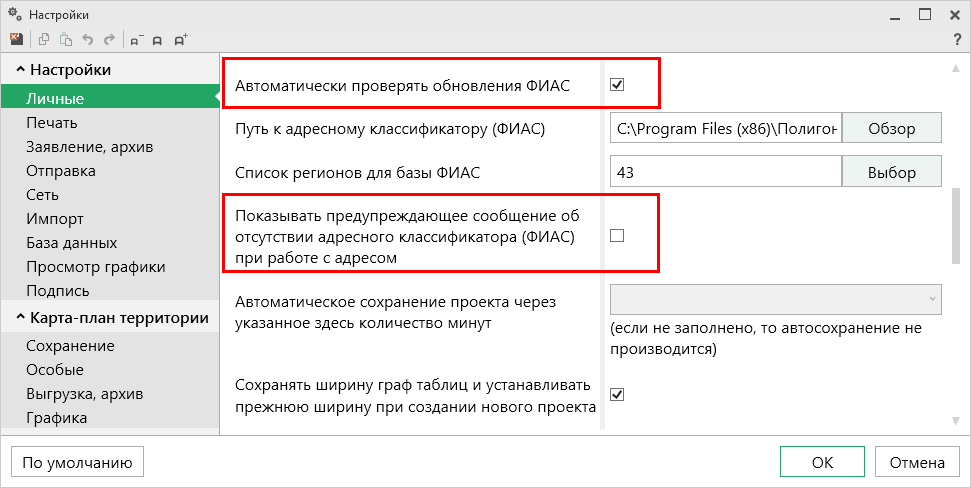 Настройки
А−
А
А+
?
Настройки
Личные
Печать
Заявление, архив
Отправка
Сеть
Импорт
База данных
Просмотр графики
Подпись
Карта-план территории
Сохранение
Особые
Выгрузка, архив
Графика
Автоматически проверять обновления ФИАС
Путь к адресному классификатору (ФИАС)
C:\Program Files (x86)\Полигон
Обзор
Список регионов для базы ФИАС
43
Выбор
Показывать предупреждающее сообщение об
отсутствии адресного классификатора (ФИАС)
при работе с адресом
Автоматическое сохранение проекта через
указанное здесь количество минут
(если не заполнено, то автосохранение не
производится)
Сохранять ширину граф таблиц и устанавливать
прежнюю ширину при создании нового проекта
По умолчанию
ОК
Отмена